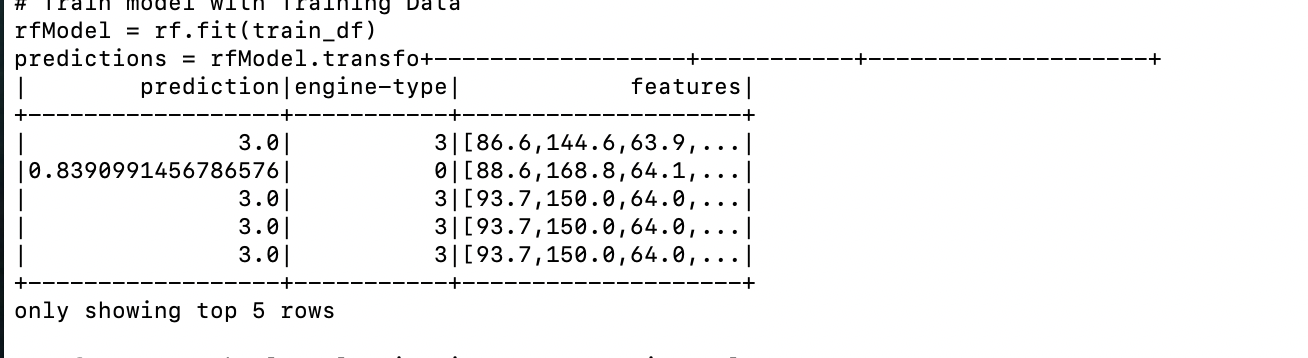 # Train model with Training Data
rfModel = rf.fit(train_df)
predictions = rfModel.transfo+------------------+-----------+--------------------+
|        prediction|engine-type|            features|
+------------------+-----------+--------------------+
|               3.0|          3|[86.6,144.6,63.9,...|
|0.8390991456786576|          0|[88.6,168.8,64.1,...|
|               3.0|          3|[93.7,150.0,64.0,...|
|               3.0|          3|[93.7,150.0,64.0,...|
|               3.0|          3|[93.7,150.0,64.0,...|
+------------------+-----------+--------------------+
only showing top 5 rows